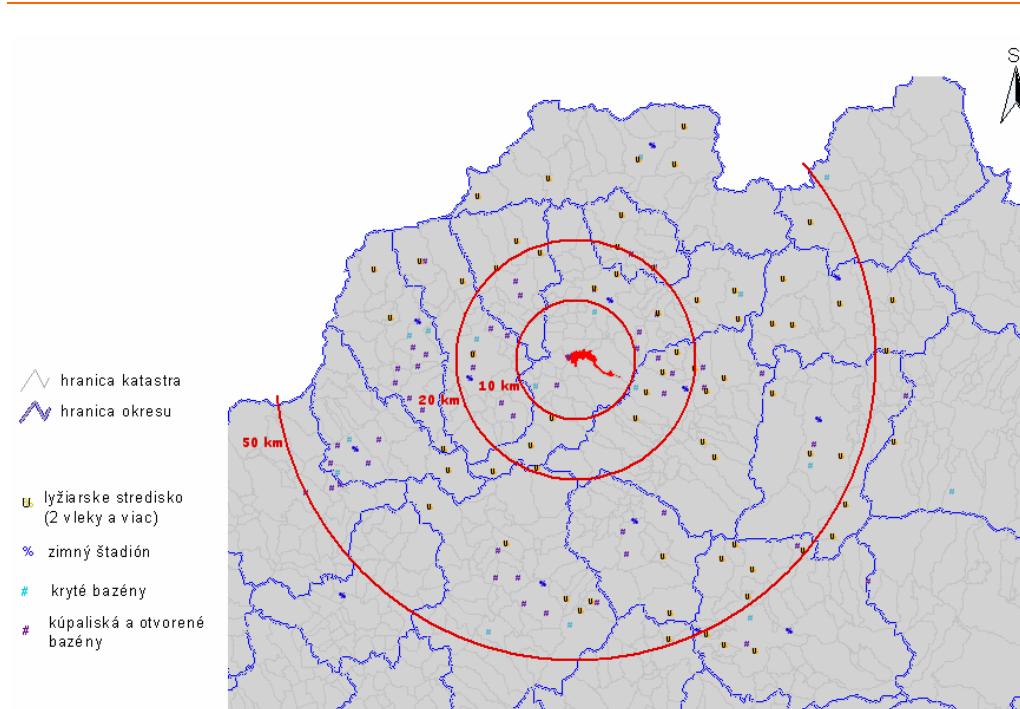 S
hranica katastra
hranica okresu
lyžiarske stredisko
(2 vleky a viac)
zimný štadión
kryté bazény
kúpaliská a otvorené
bazény
10 km
20 km
50 km